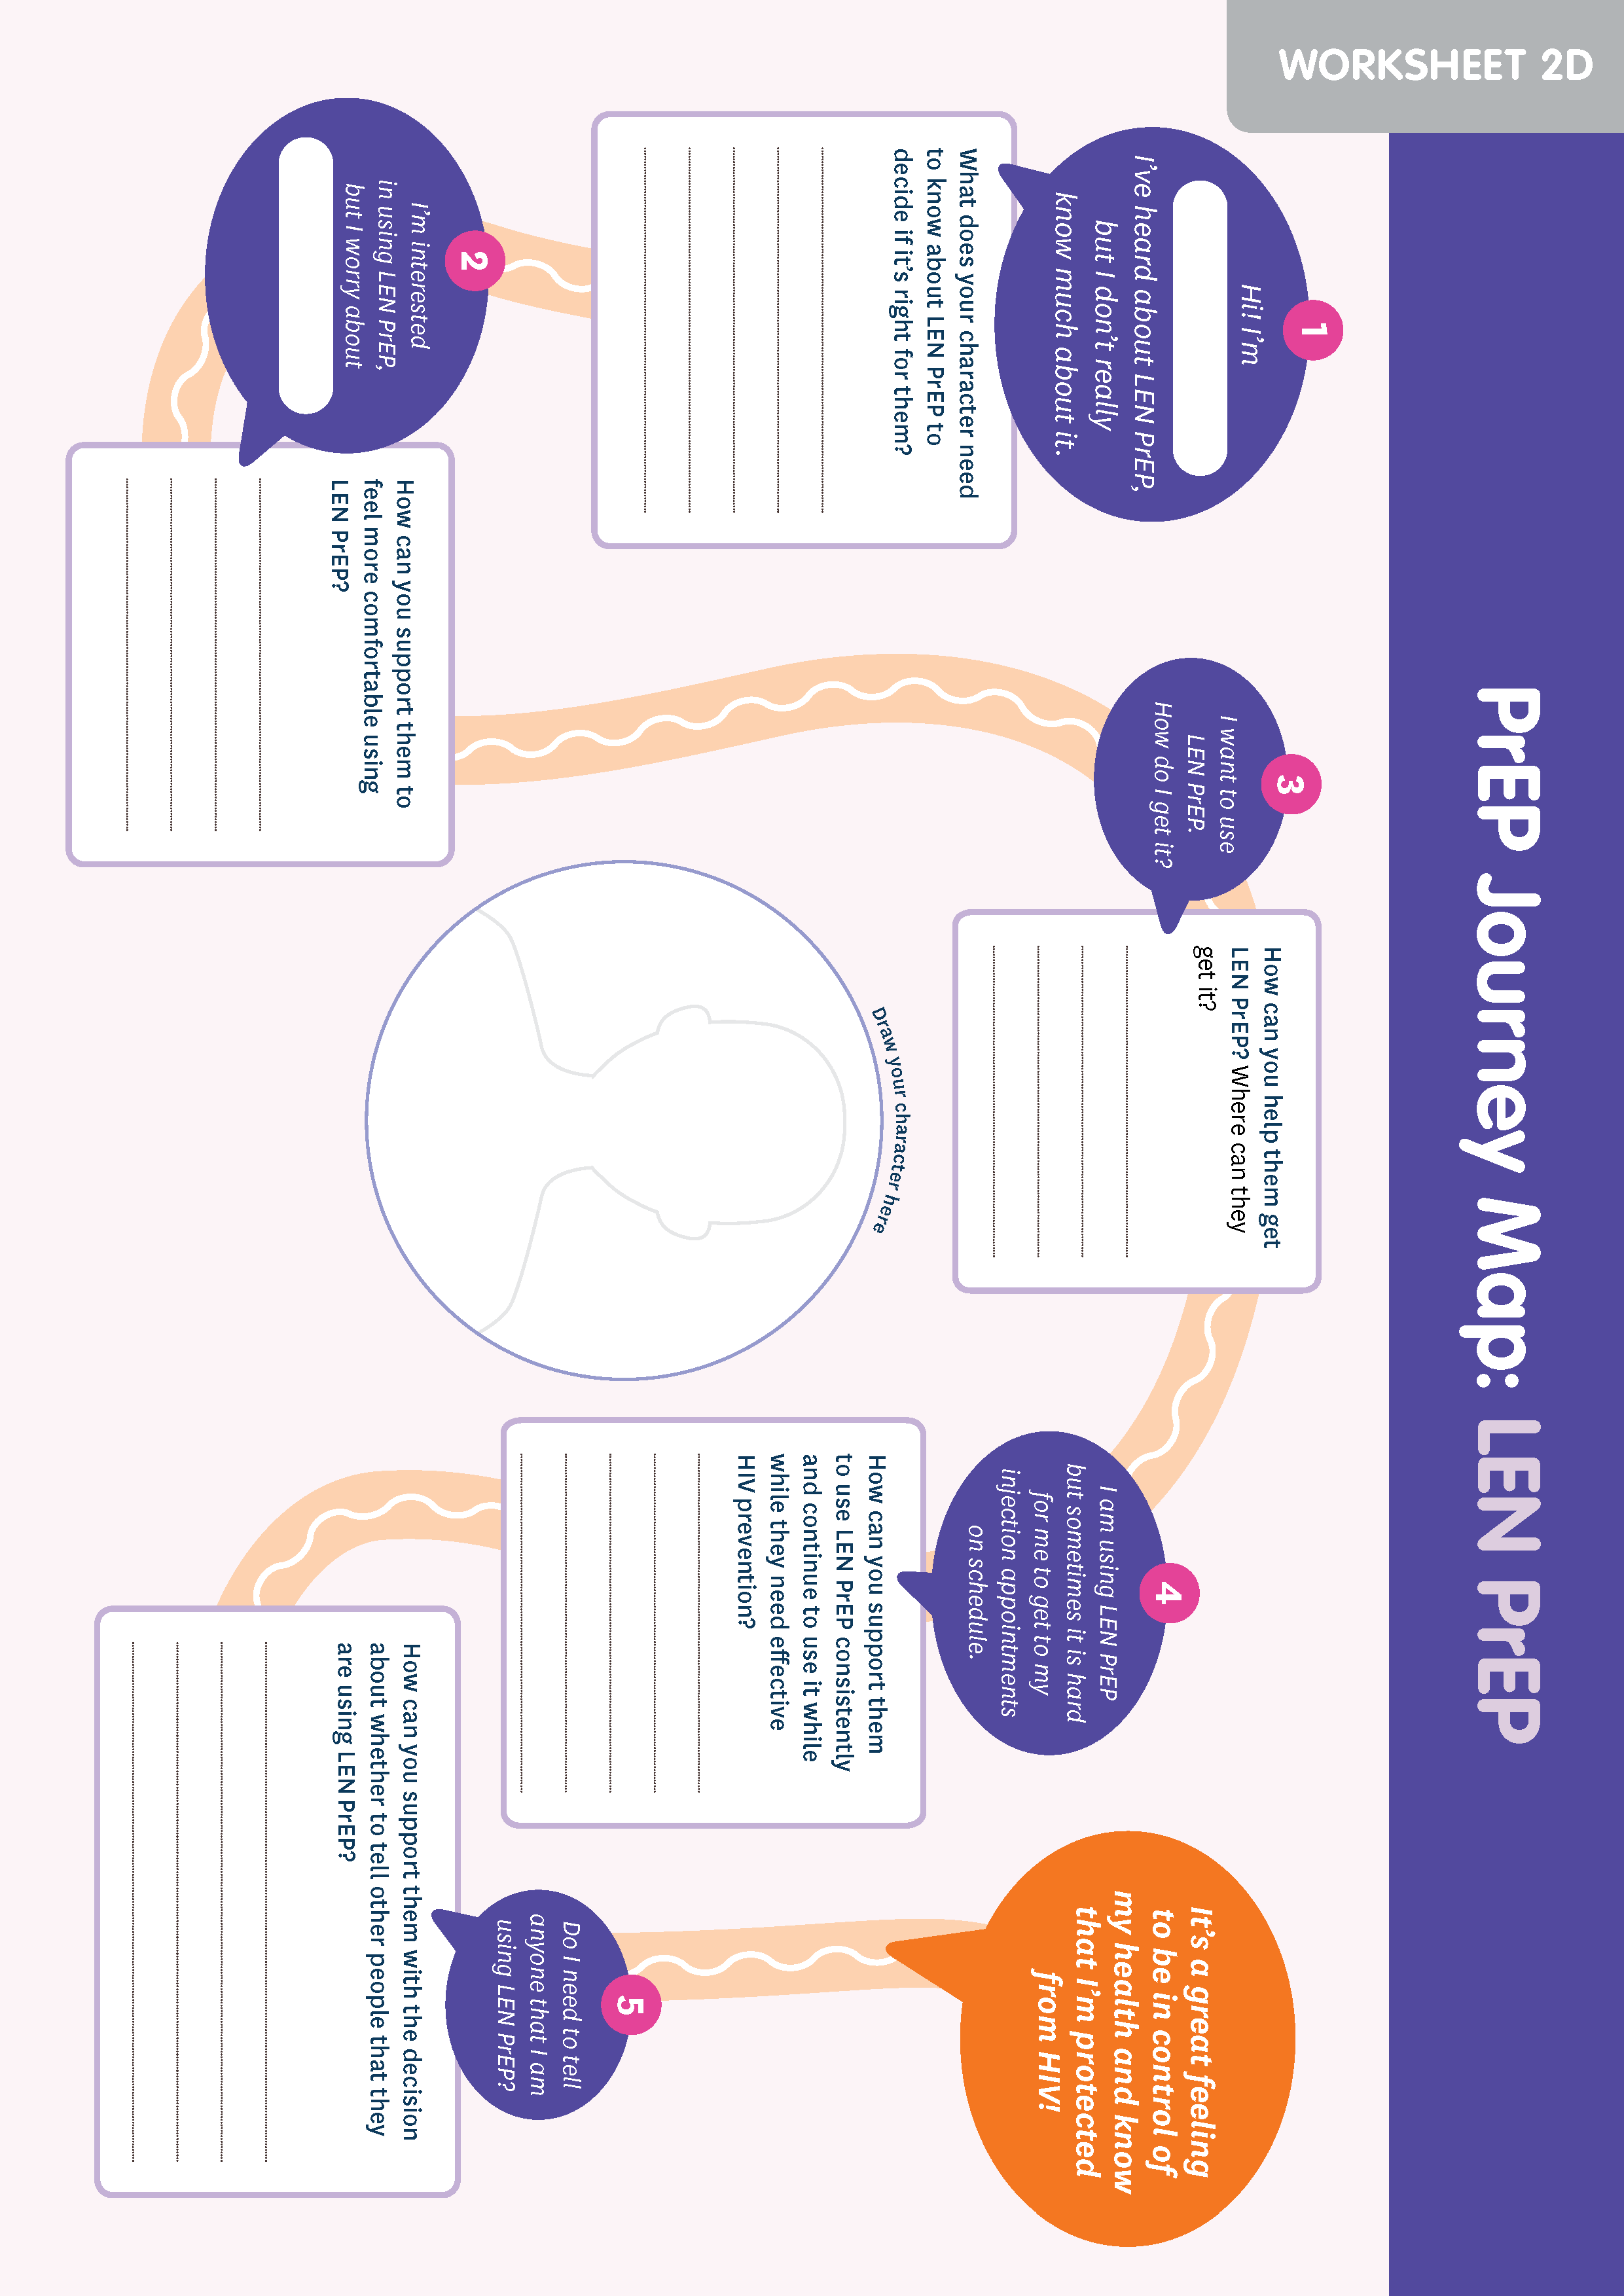 WORKSHEET 2D
PrEP Journey Map: LEN PrEP
1
Hi! I'm
I've heard about LEN PrEP,
but I don't really
know much about it.
What does your character need
to know about LEN PrEP to
decide if it's right for them?
2
I'm interested
in using LEN PrEP,
but I worry about
How can you support them to
feel more comfortable using
LEN PrEP?
3
I want to use
LEN PrEP.
How do I get it?
How can you help them get
LEN PrEP? Where can they
get it?
Draw your character here
4
I am using LEN PrEP
but sometimes it is hard
for me to get to my
injection appointments
on schedule.
How can you support them
to use LEN PrEP consistently
and continue to use it while
while they need effective
HIV prevention?
5
Do I need to tell
anyone that I am
using LEN PrEP?
How can you support them with the decision
about whether to tell other people that they
are using LEN PrEP?
It's a great feeling
to be in control of
my health and know
that I'm protected
from HIV!